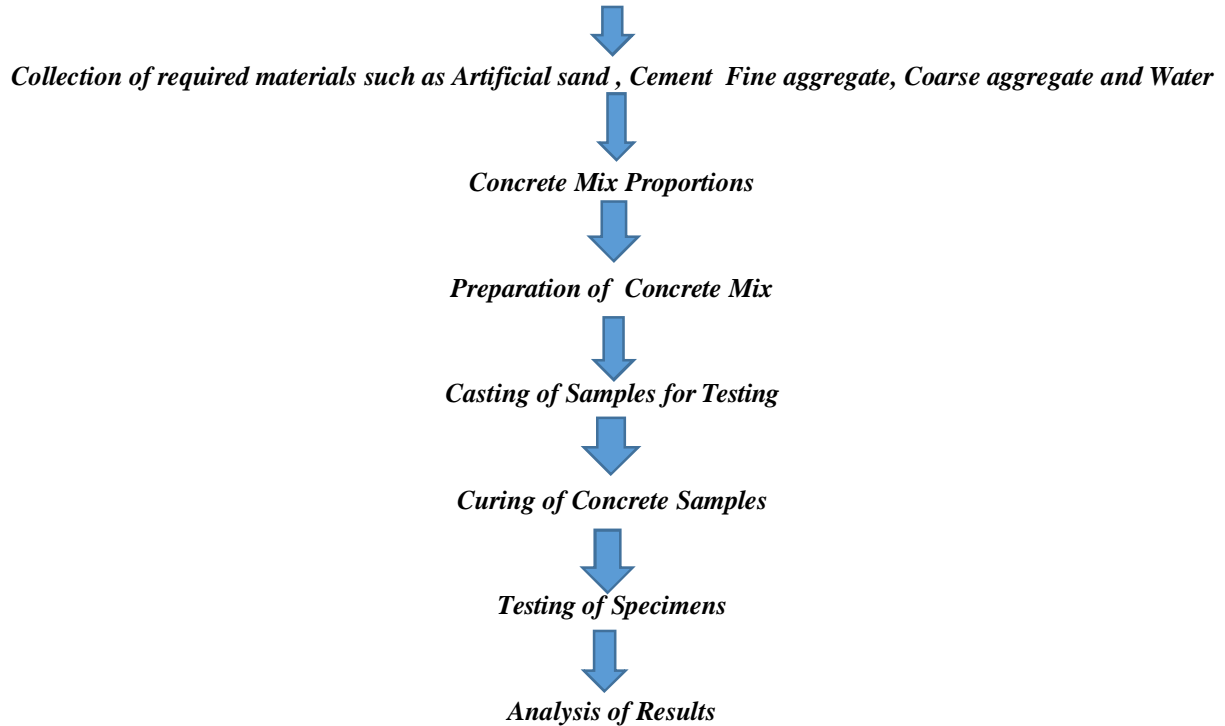 Collection of required materials such as Artificial sand , Cement Fine aggregate, Coarse aggregate and Water
Concrete Mix Proportions
Preparation of Concrete Mix
Casting of Samples for Testing
Curing of Concrete Samples
Testing of Specimens
Analysis of Results